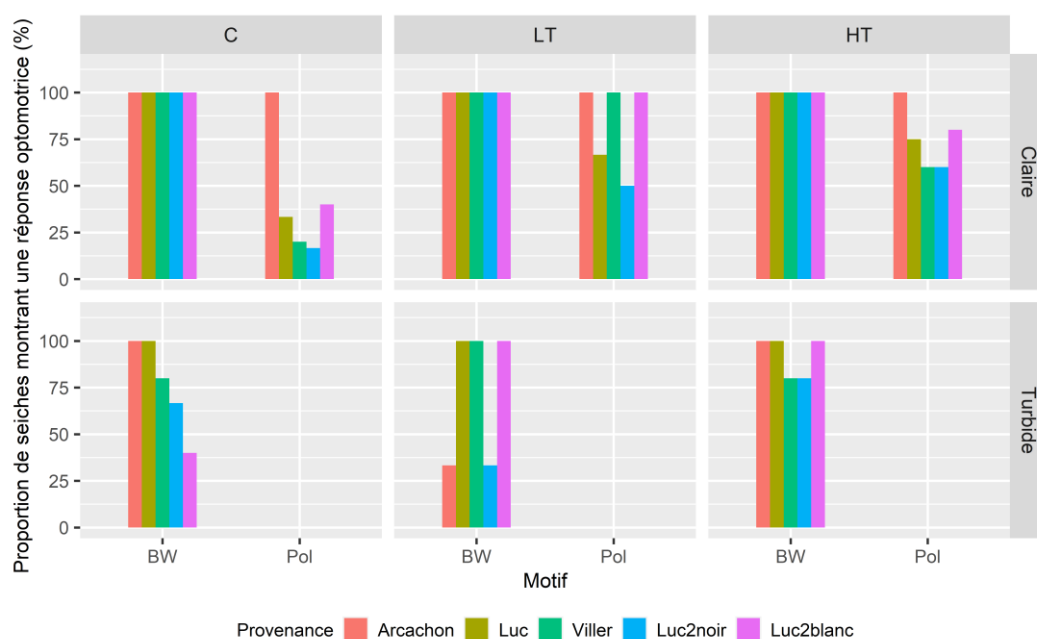 C LT HT
Proportion de seiches montrant une réponse optomotrice (%)
100
75
50
25
0
Claire
100
75
50
25
0
Turbide
BW Pol BW Pol BW Pol
Motif
Provenance Arcachon Luc Viller Luc2noir Luc2blanc